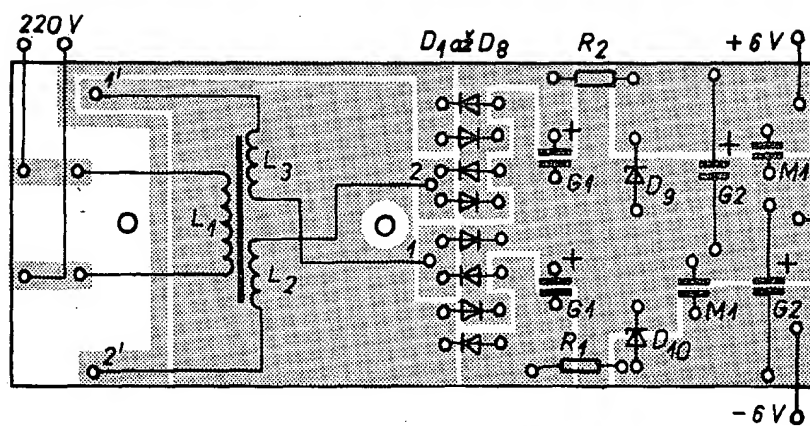 220 V
D1 až D8
R2
+6 V
1'
L3
L1
L2
2'
2
1
G1
D9
G2
M1
G1
M1
G2
R1
D10
-6 V